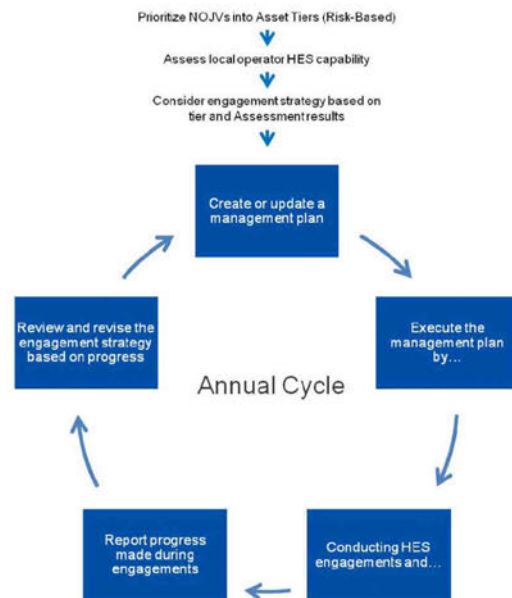 Prioritize NOJVs into Asset Tiers (Risk-Based)
Assess local operator HES capability
Consider engagement strategy based on
tier and Assessment results
Create or update a
management plan
Execute the
management plan
by...
Conducting HES
engagements and...
Report progress
made during
engagements
Review and revise the
engagement strategy
based on progress
Annual Cycle